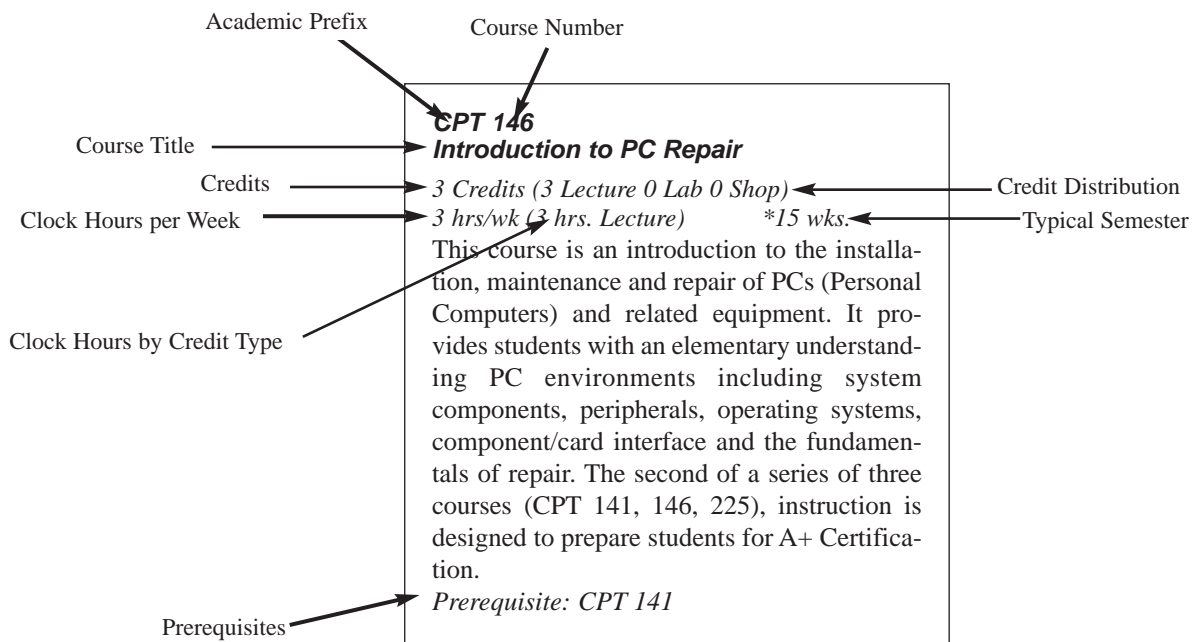 Academic Prefix
Course Number
CPT 146
Course Title
Introduction to PC Repair
Credits
3 Credits (3 Lecture 0 Lab 0 Shop)
Credit Distribution
Clock Hours per Week
3 hrs/wk (3 hrs. Lecture) *15 wks.
Typical Semester
This course is an introduction to the installa-
tion, maintenance and repair of PCs (Personal
Computers) and related equipment. It pro-
Clock Hours by Credit Type
vides students with an elementary understand-
ing PC environments including system
components, peripherals, operating systems,
component/card interface and the fundamen-
tals of repair. The second of a series of three
courses (CPT 141, 146, 225), instruction is
designed to prepare students for A+ Certifica-
tion.
Prerequisite: CPT 141
Prerequisites